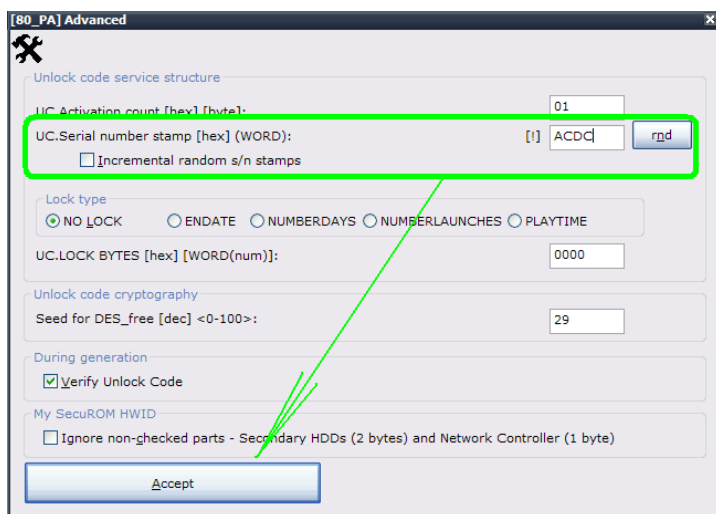 [80_PA] Advanced
Unlock code service structure
UC.Activation count [hex] [byte]: 01
UC.Serial number stamp [hex] (WORD): [!] ACDC rnd
Incremental random s/n stamps
Lock type
NO LOCK ENDATE NUMBERDAYS NUMBERLAUNCHES PLAYTIME
UC.LOCK BYTES [hex] [WORD(num)]: 0000
Unlock code cryptography
Seed for DES_free [dec] <0-100>: 29
During generation
Verify Unlock Code
My SecuROM HWID
Ignore non-checked parts - Secondary HDDs (2 bytes) and Network Controller (1 byte)
Accept